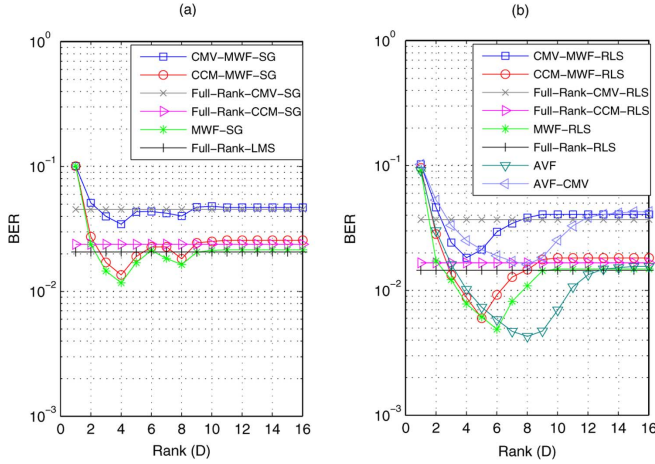 (a)
BER
10^0
10^-1
10^-2
10^-3
CMV-MWF-SG
CCM-MWF-SG
Full-Rank-CMV-SG
Full-Rank-CCM-SG
MWF-SG
Full-Rank-LMS
0 2 4 6 8 10 12 14 16
Rank (D)
(b)
BER
10^0
10^-1
10^-2
10^-3
CMV-MWF-RLS
CCM-MWF-RLS
Full-Rank-CMV-RLS
Full-Rank-CCM-RLS
MWF-RLS
Full-Rank-RLS
AVF
AVF-CMV
0 2 4 6 8 10 12 14 16
Rank (D)